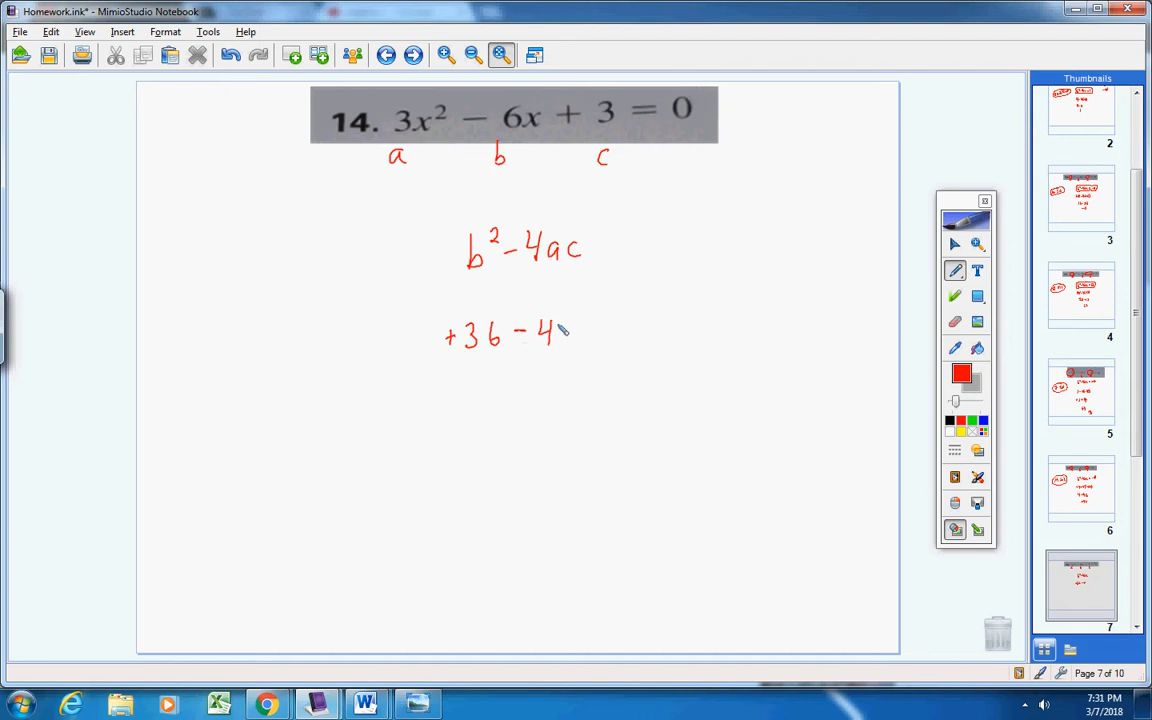 Homework.ink* - MimioStudio Notebook
File Edit View Insert Format Tools Help
Thumbnails
14. 3x² − 6x + 3 = 0
a b c
b² - 4ac
+36 - 4
T
2
3
4
5
6
7
Page 7 of 10
7:31 PM
3/7/2018